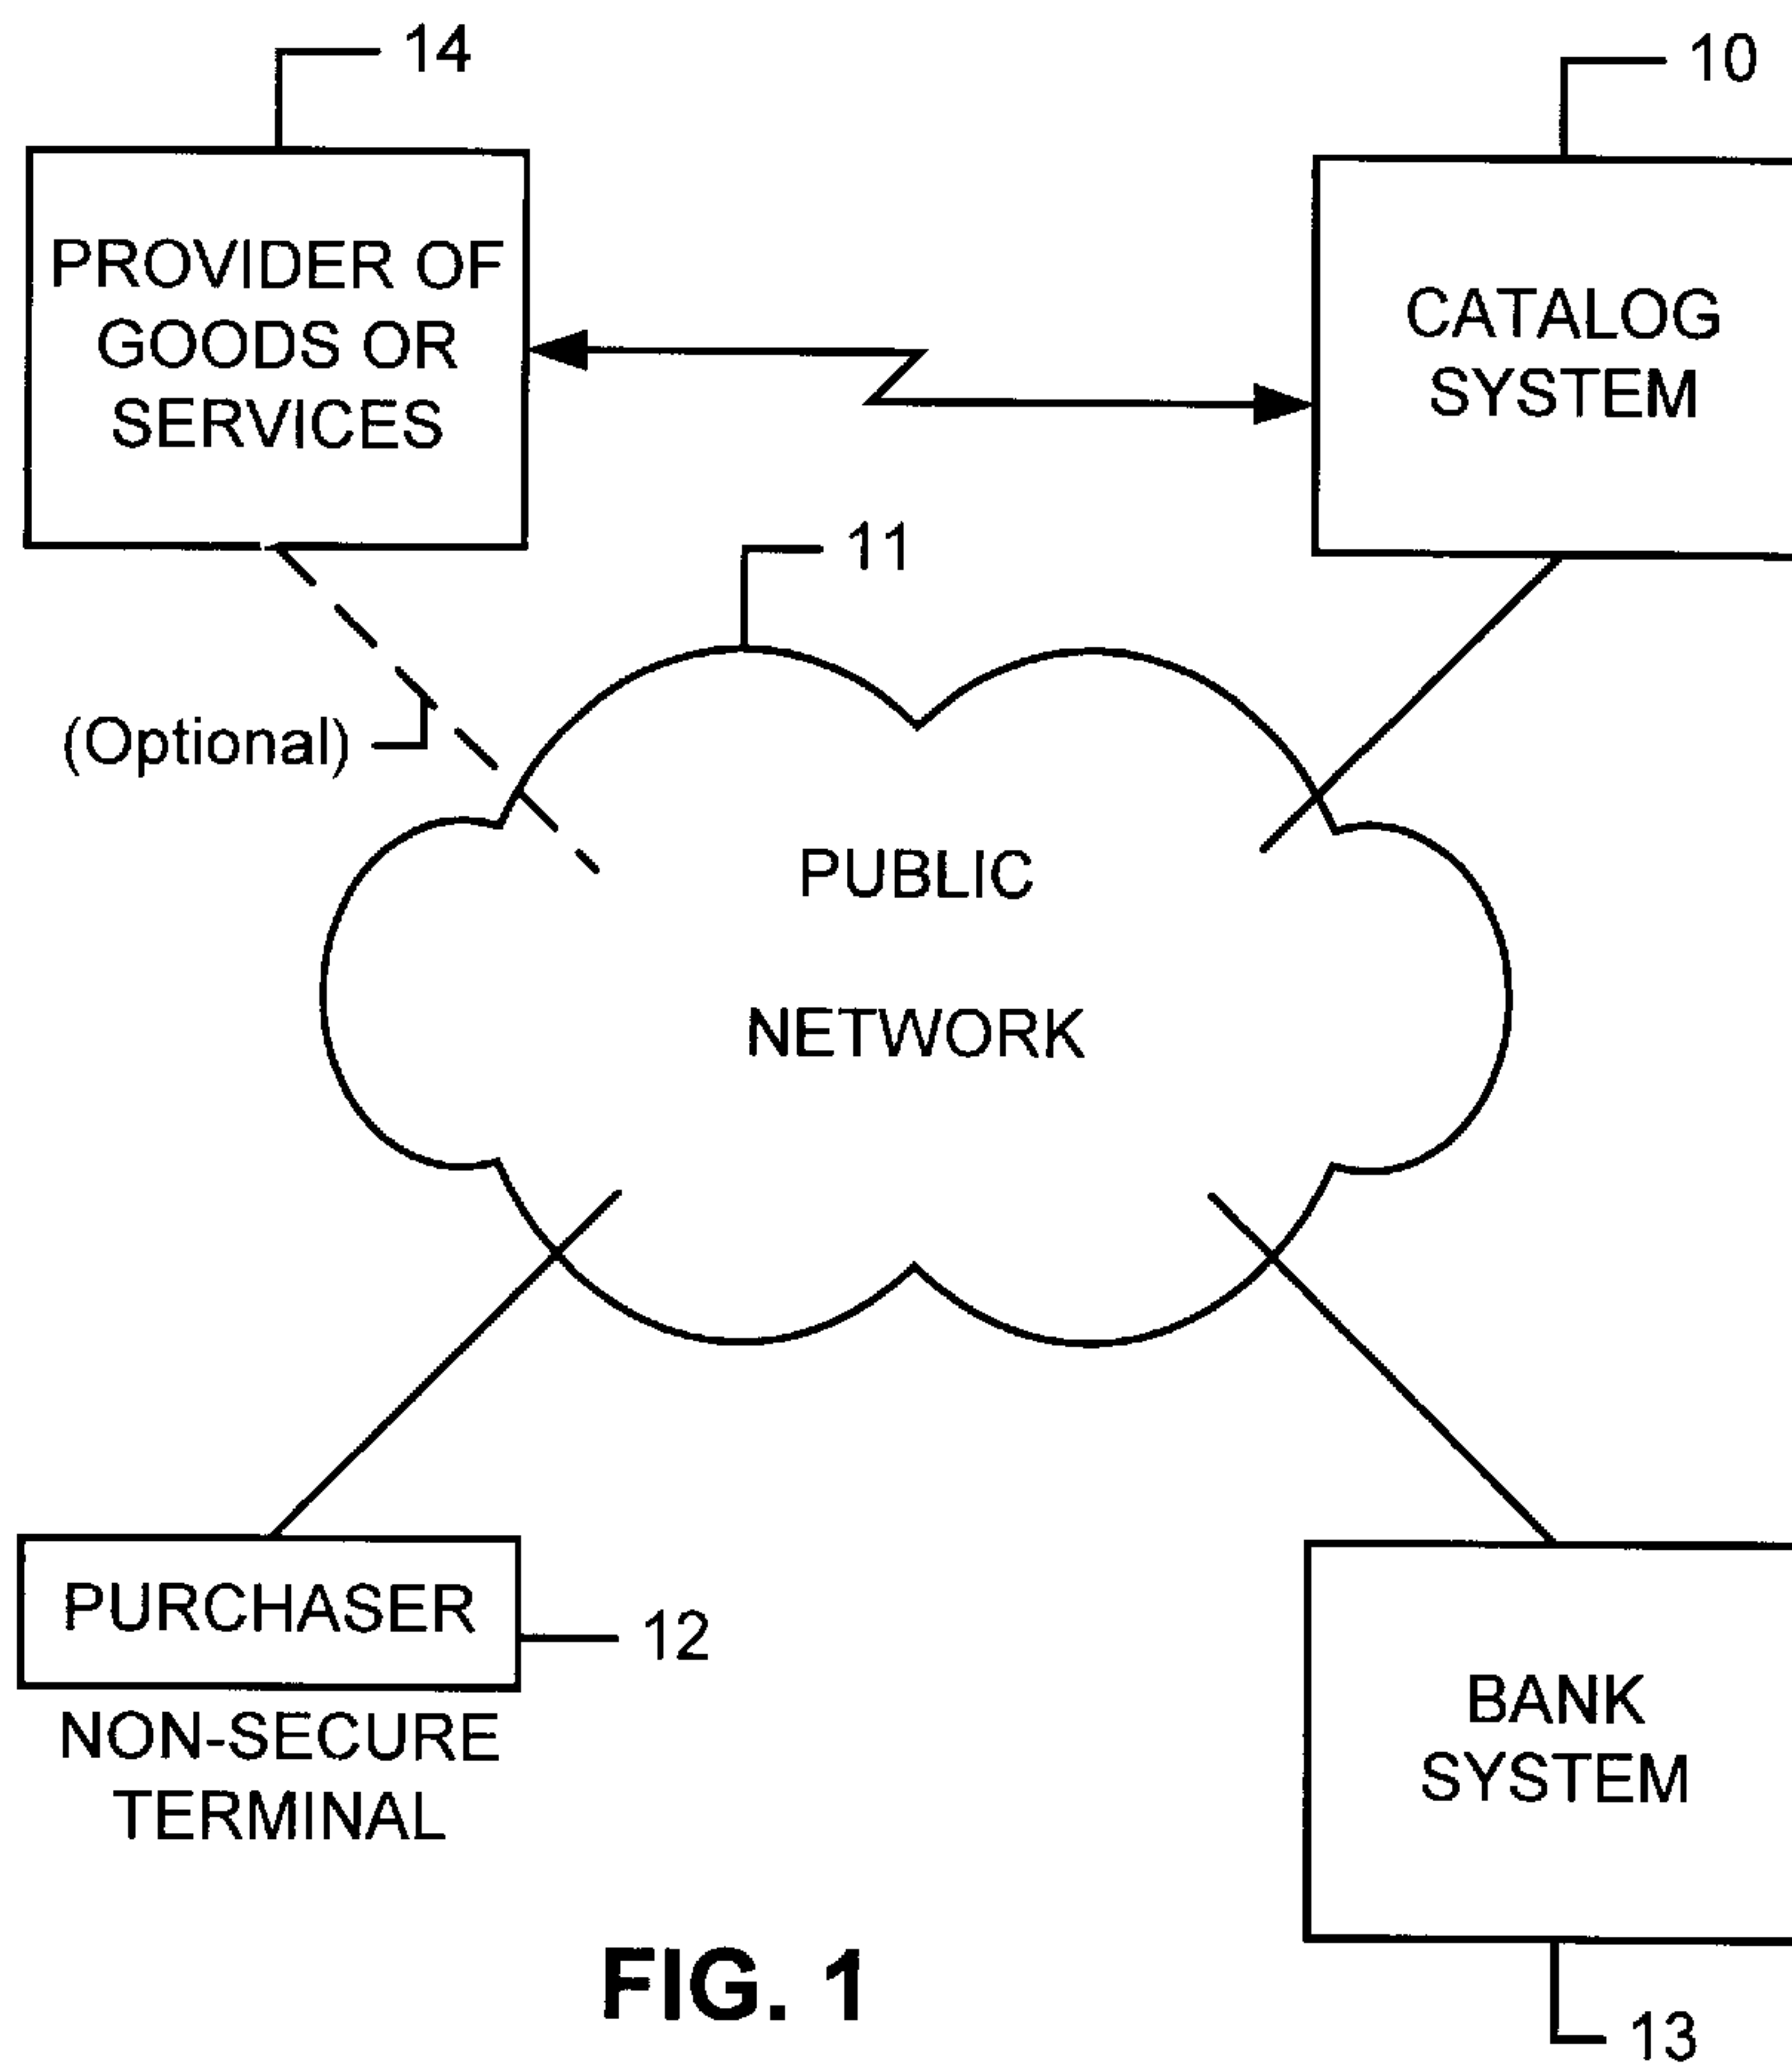 14
10
PROVIDER OF
GOODS OR
SERVICES
CATALOG
SYSTEM
11
(Optional)
PUBLIC
NETWORK
PURCHASER
12
NON-SECURE
TERMINAL
BANK
SYSTEM
FIG. 1
13